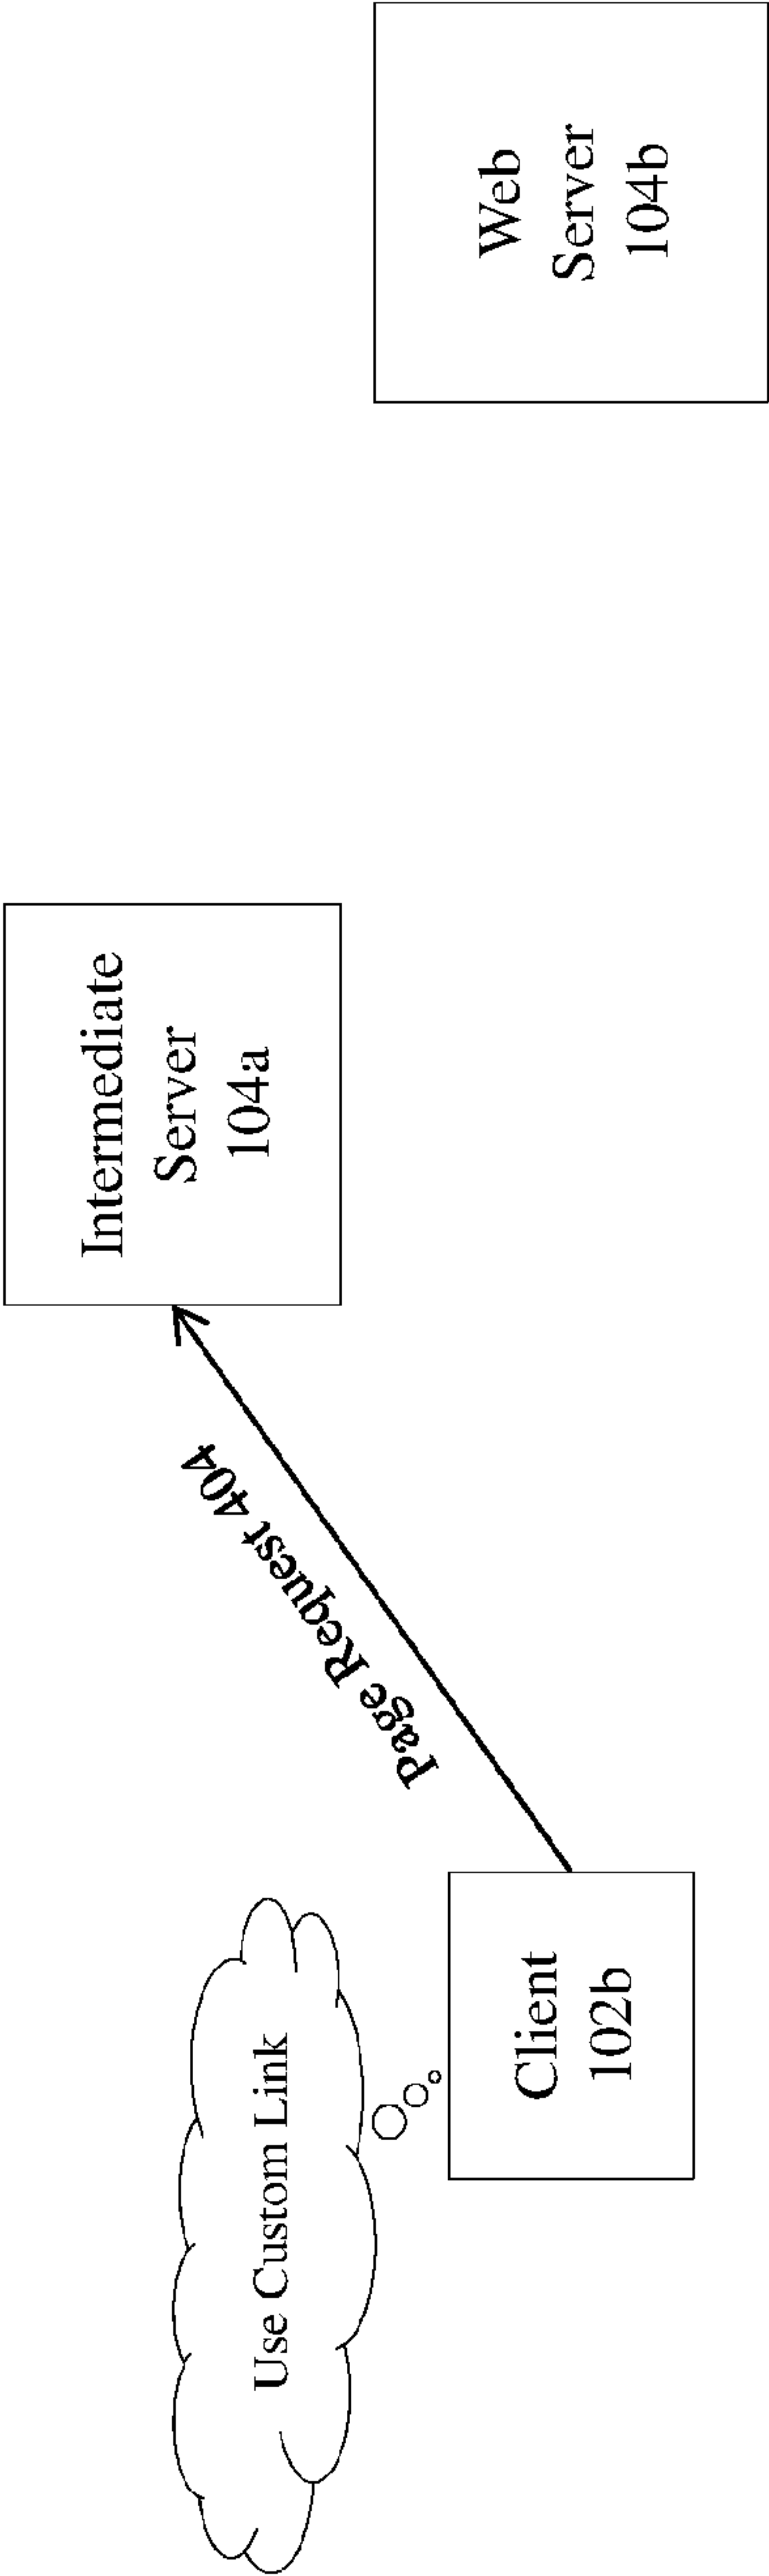 Use Custom Link
Client
102b
Page Request 404
Intermediate
Server
104a
Web
Server
104b